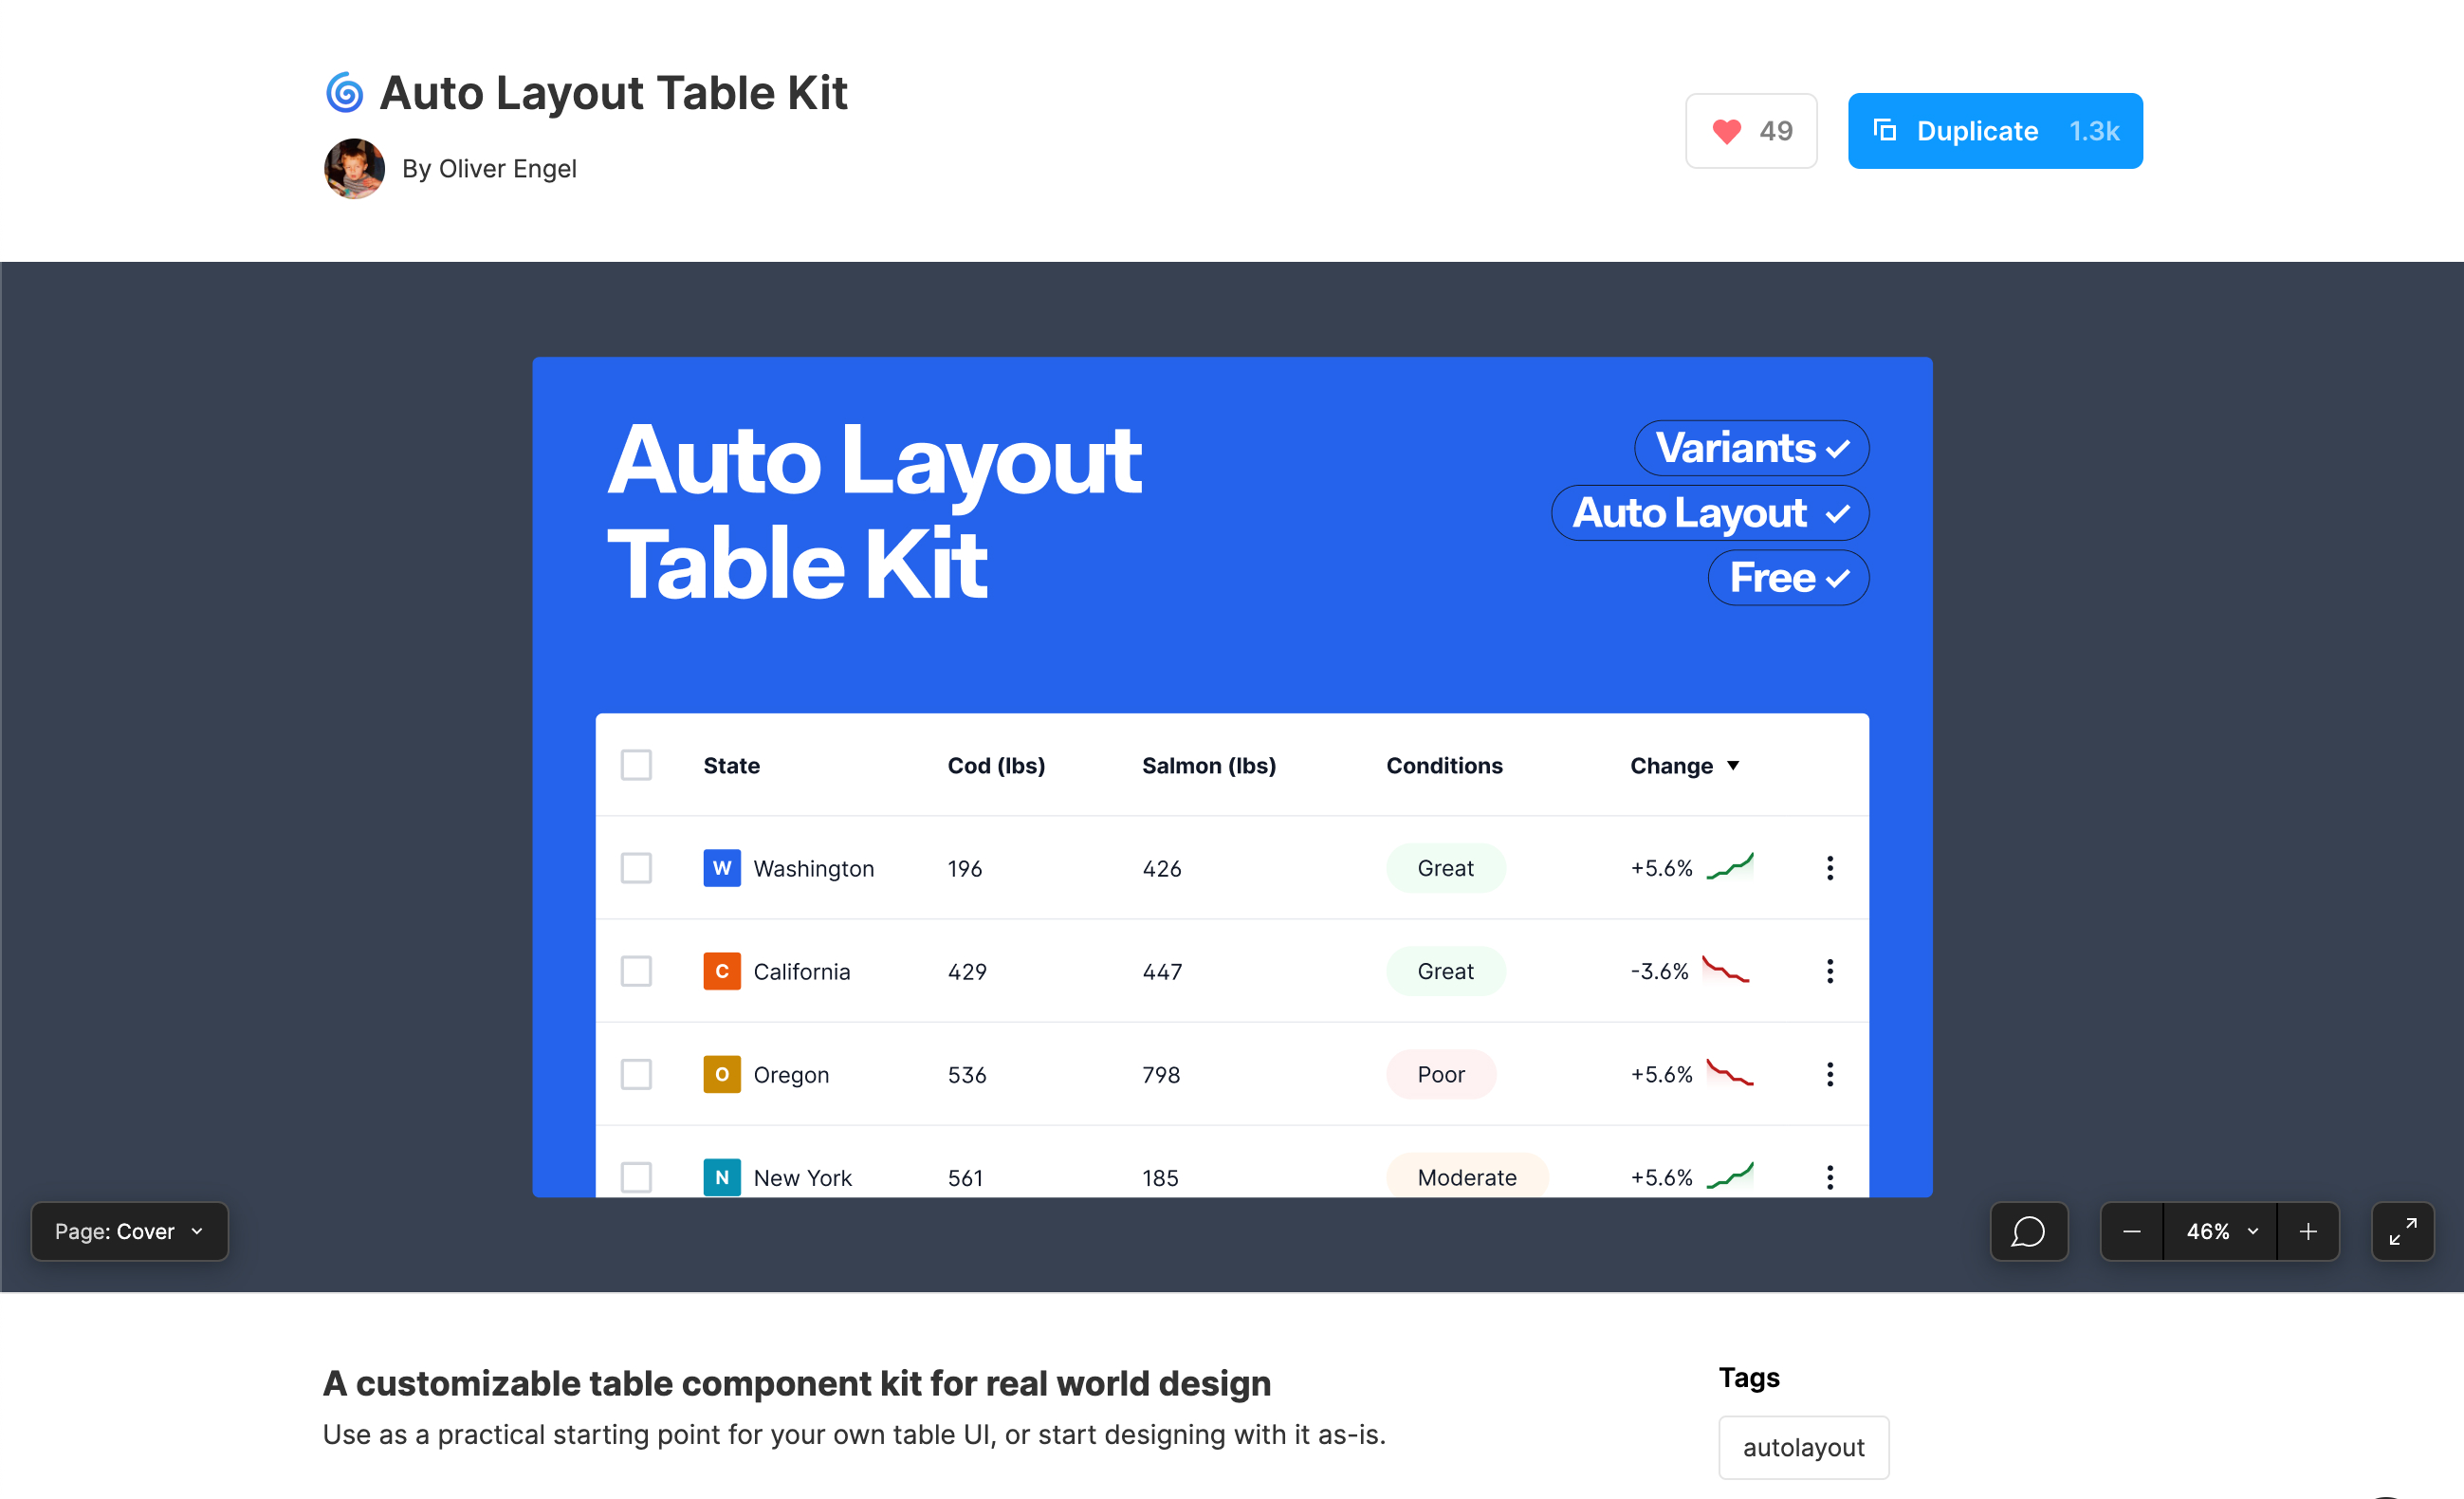 Auto Layout Table Kit
By Oliver Engel
49
Duplicate 1.3k
Auto Layout
Table Kit
Variants
Auto Layout
Free
State Cod (lbs) Salmon (lbs) Conditions Change
W Washington 196 426 Great +5.6%
C California 429 447 Great -3.6%
O Oregon 536 798 Poor +5.6%
N New York 561 185 Moderate +5.6%
Page: Cover
46%
A customizable table component kit for real world design
Use as a practical starting point for your own table UI, or start designing with it as-is.
Tags
autolayout